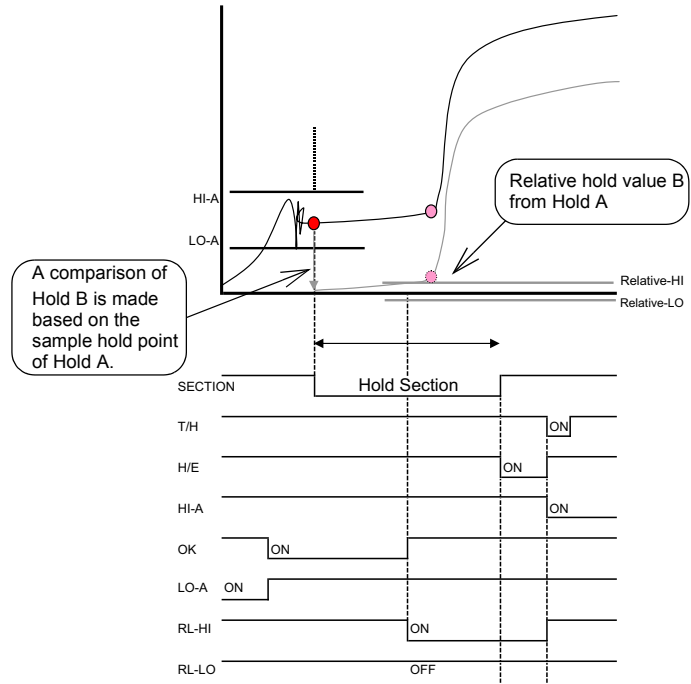 HI-A
LO-A
Relative hold value B
from Hold A
A comparison of
Hold B is made
based on the
sample hold point
of Hold A.
Relative-HI
Relative-LO
SECTION
Hold Section
T/H
ON
H/E
ON
HI-A
ON
OK
ON
LO-A
ON
RL-HI
ON
RL-LO
OFF